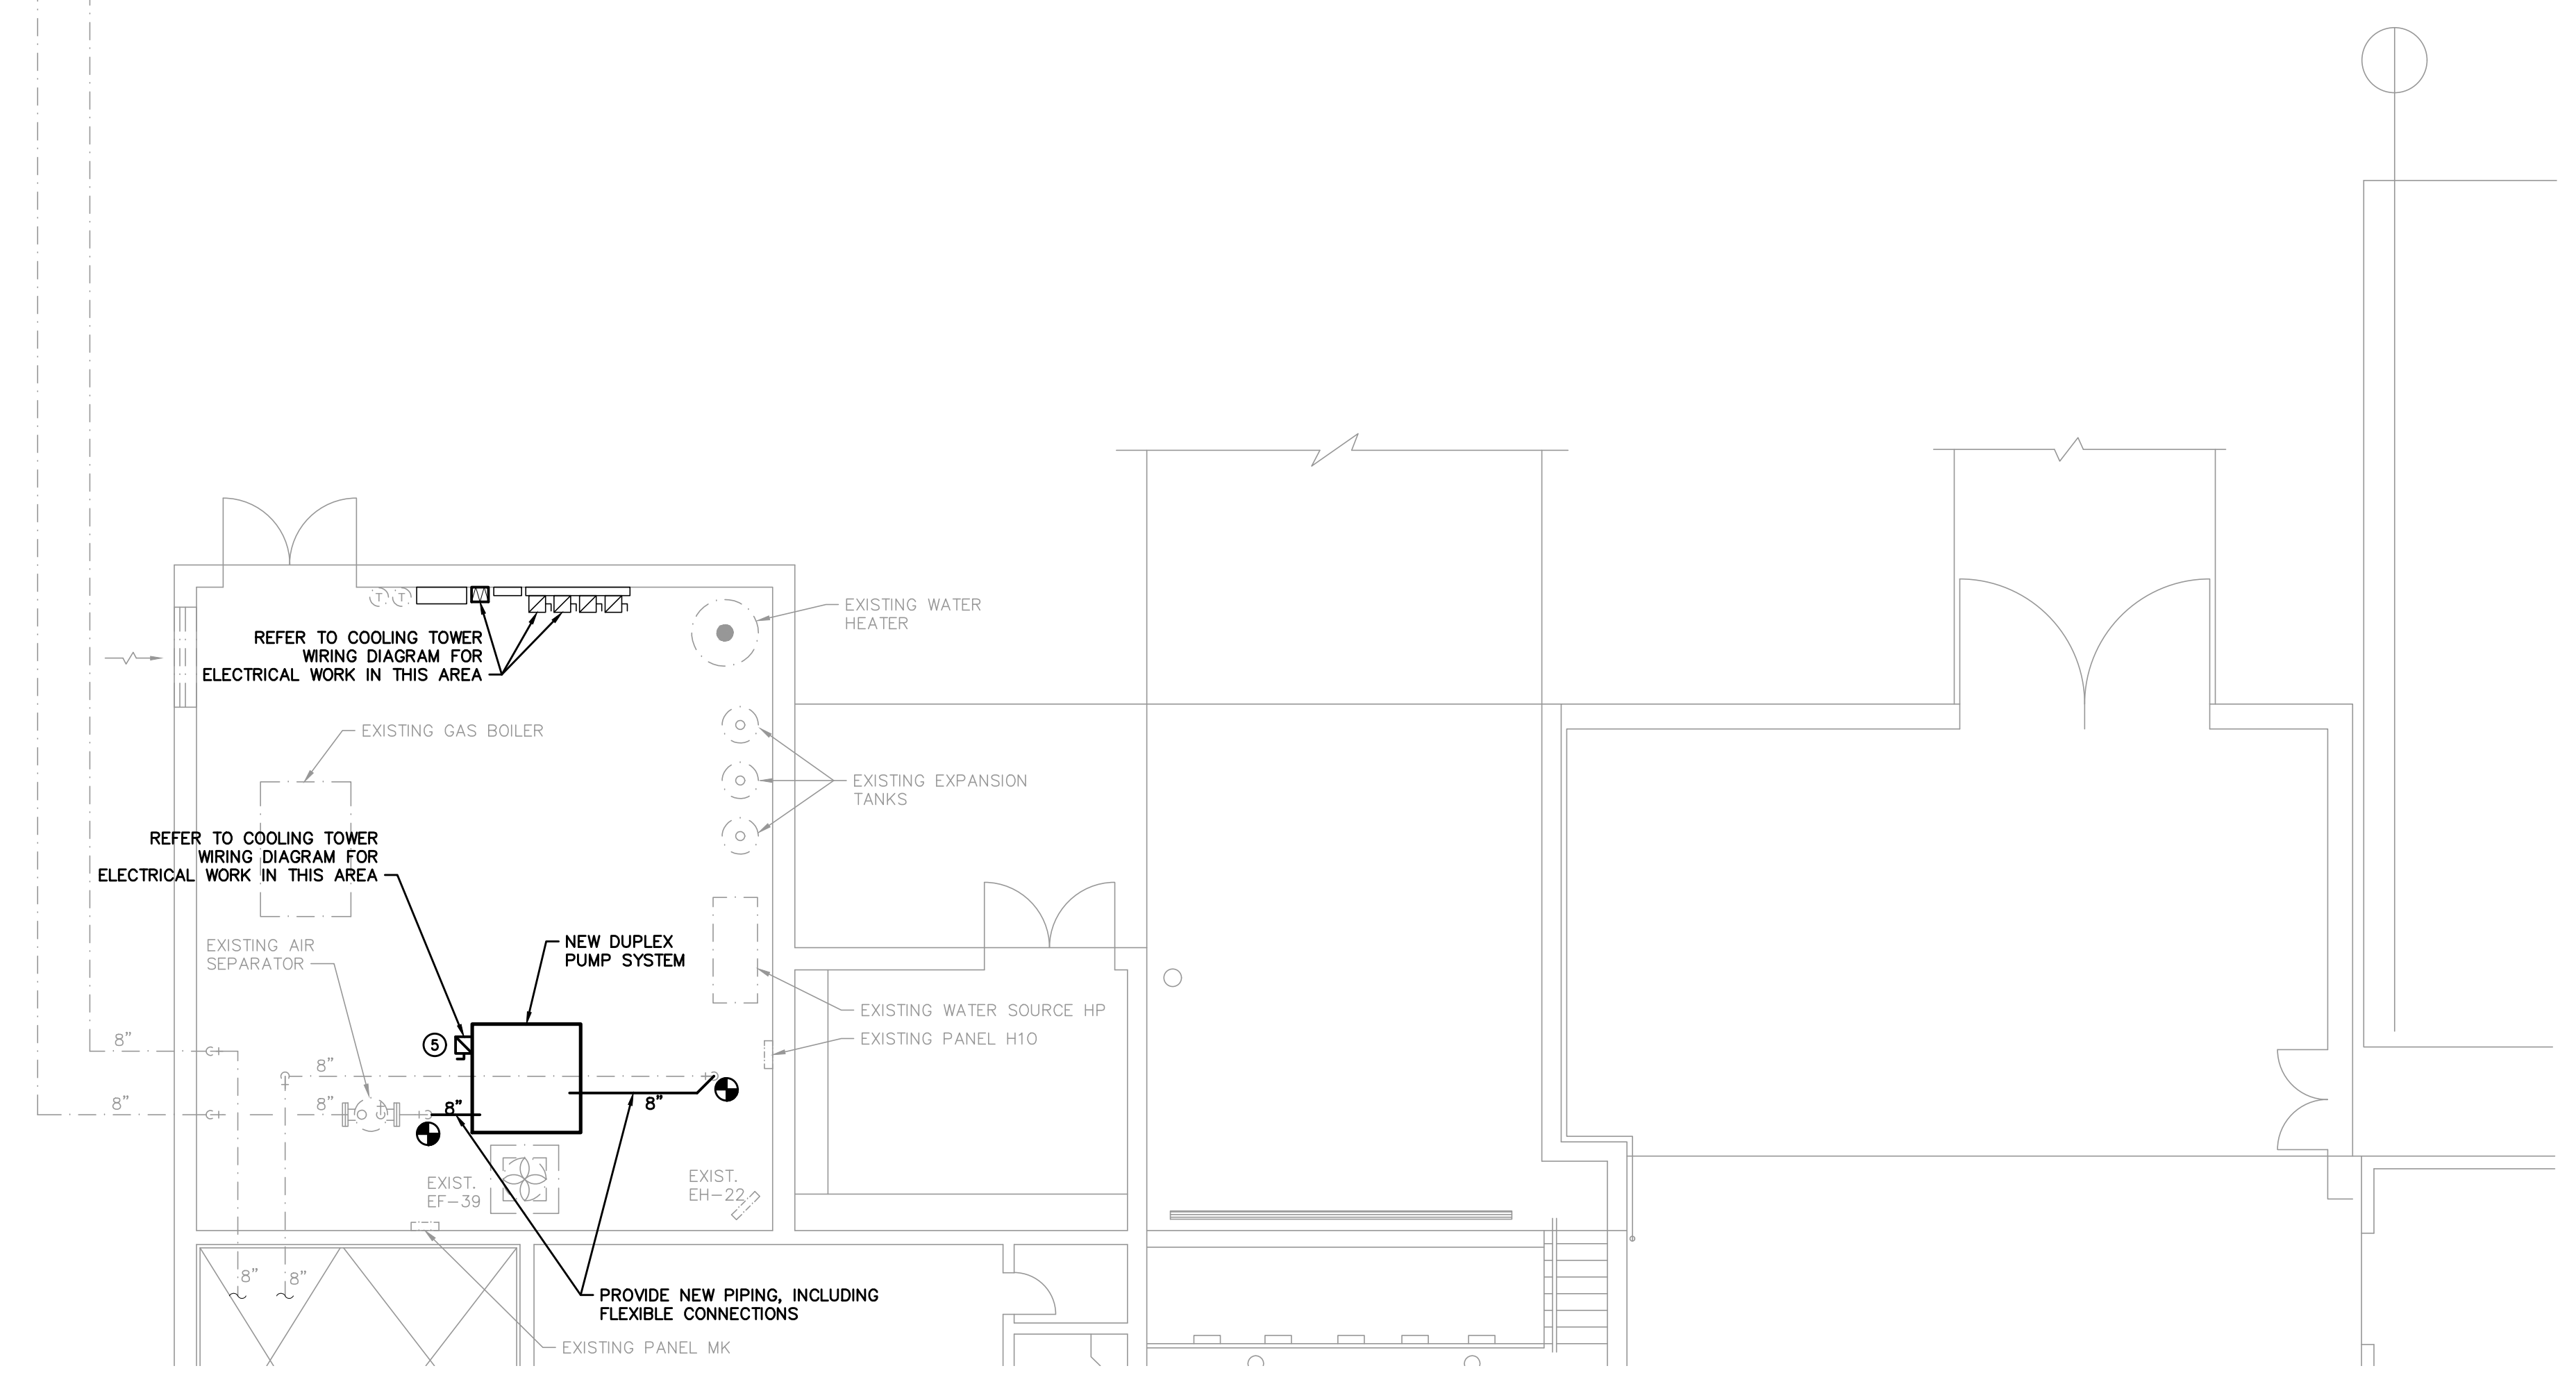 EXISTING WATER
HEATER
REFER TO COOLING TOWER
WIRING DIAGRAM FOR
ELECTRICAL WORK IN THIS AREA
T
T
EXISTING GAS BOILER
EXISTING EXPANSION
TANKS
REFER TO COOLING TOWER
WIRING DIAGRAM FOR
ELECTRICAL WORK IN THIS AREA
EXISTING AIR
SEPARATOR
NEW DUPLEX
PUMP SYSTEM
EXISTING WATER SOURCE HP
EXISTING PANEL H10
5
8"
8"
8"
8"
8"
8"
EXIST.
EF-39
EXIST.
EH-22
8"
8"
PROVIDE NEW PIPING, INCLUDING
FLEXIBLE CONNECTIONS
EXISTING PANEL MK